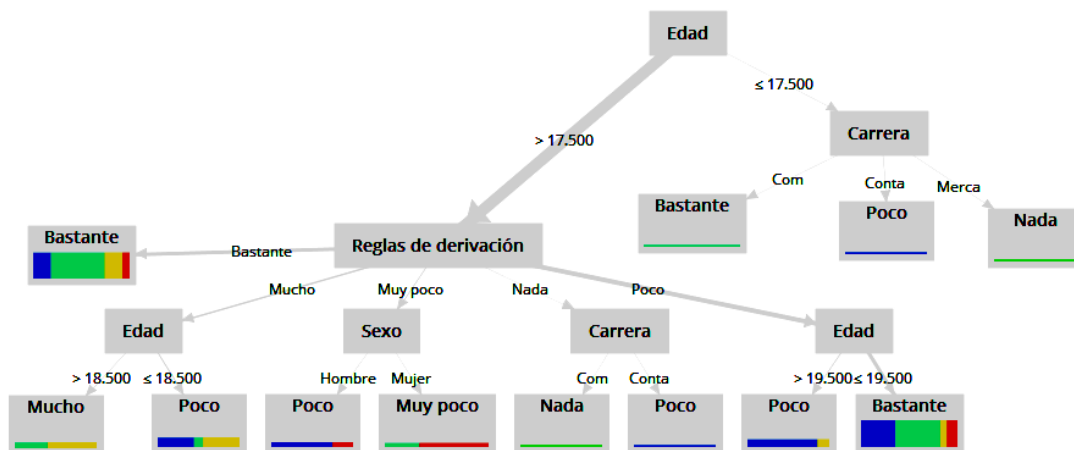 Edad
≤ 17.500
> 17.500
Carrera
Com
Conta
Merca
Bastante
Poco
Nada
Bastante
Bastante
Reglas de derivación
Mucho
Muy poco
Nada
Poco
Edad
Sexo
Carrera
Edad
> 18.500
≤ 18.500
Hombre
Mujer
Com
Conta
> 19.500
≤ 19.500
Mucho
Poco
Poco
Muy poco
Nada
Poco
Poco
Bastante